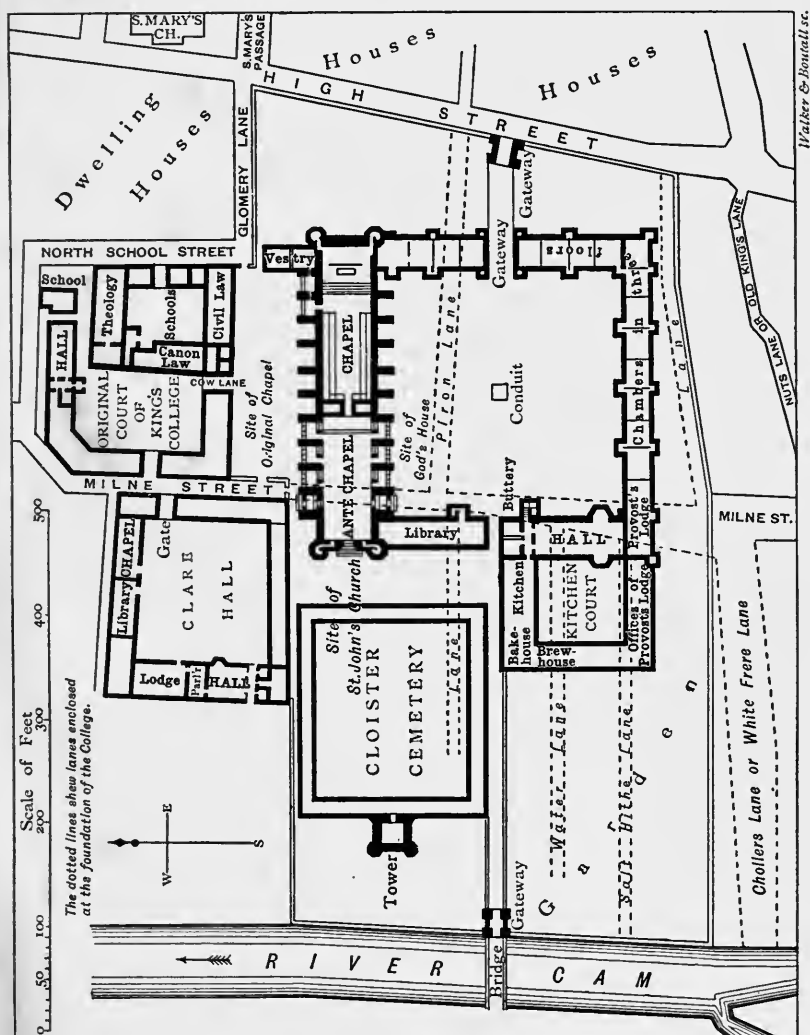 S. MARY'S
CH.
S. MARY'S
PASSAGE
HIGH STREET
Houses
Houses
Dwelling
Houses
GLOMERY LANE
NORTH SCHOOL STREET
School
HALL
Theology
Schools
Civil Law
Canon
Law
COW LANE
ORIGINAL
COURT
OF
KING'S
COLLEGE
Site of
Original Chapel
MILNE STREET
Vestry
CHAPEL
ANTE CHAPEL
Gateway
Gateway
Piron Lane
Site of
God's House
Conduit
Chambers in three
floors
Lane
NUTS LANE OR OLD KING'S LANE
Gate
CHAPEL
Library
CLARE
HALL
Lodge
Parl'r
HALL
Library
Buttery
HALL
Kitchen
Bake-
house
Brew-
house
KITCHEN
COURT
Provost's
Lodge
Offices of
Provost's Lodge
MILNE ST.
Site of
St. John's Church
CLOISTER
CEMETERY
Lane
Tower
Water Lane
Salt Hithe Lane
Garden
Chollers Lane or White Frere Lane
Gateway
Bridge
RIVER CAM
Scale of Feet
0 50 100 200 300 400 500
The dotted lines shew lanes enclosed
at the foundation of the College.
W E
S
Walker & Boutall sc.